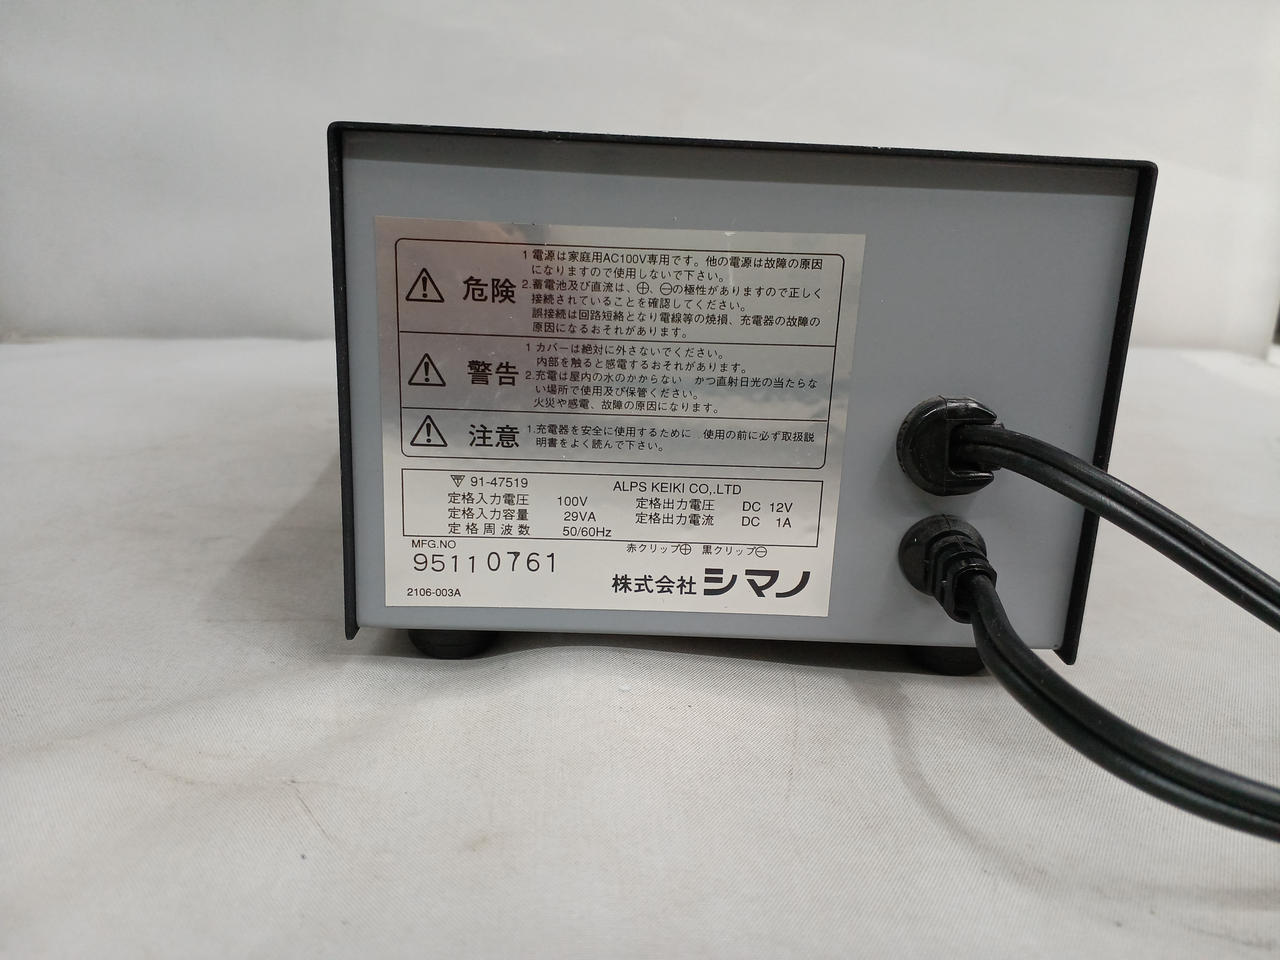 危険
1 電源は家庭用AC100V専用です。他の電源は故障の原因
になりますので使用しないで下さい。
2.蓄電池及び直流は、⊕、⊖の極性がありますので正しく
接続されていることを確認してください。
誤接続は回路短絡となり電線等の焼損、充電器の故障の
原因になるおそれがあります。
警告
1 カバーは絶対に外さないでください。
内部を触ると感電するおそれがあります。
2.充電は屋内の水のかからない かつ直射日光の当たらな
い場所で使用及び保管ください。
火災や感電、故障の原因になります。
注意
1.充電器を安全に使用するために 使用の前に必ず取扱説
明書をよく読んで下さい。
91-47519 ALPS KEIKI CO,.LTD
定格入力電圧 100V 定格出力電圧 DC 12V
定格入力容量 29VA 定格出力電流 DC 1A
定格周波数 50/60Hz
MFG.NO 赤クリップ⊕ 黒クリップ⊖
95110761
2106-003A 株式会社シマノ